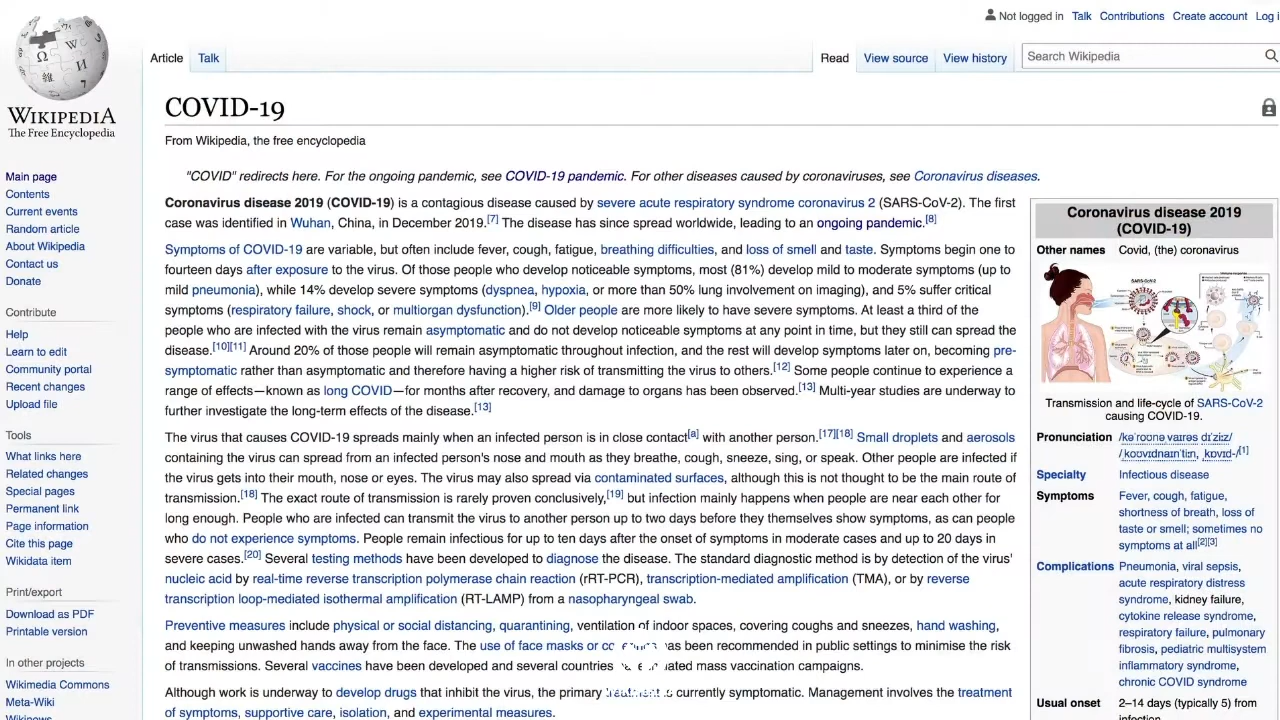 Not logged in Talk Contributions Create account Log i
Article Talk Read View source View history Search Wikipedia
WIKIPEDIA
The Free Encyclopedia
Main page
Contents
Current events
Random article
About Wikipedia
Contact us
Donate
Contribute
Help
Learn to edit
Community portal
Recent changes
Upload file
Tools
What links here
Related changes
Special pages
Permanent link
Page information
Cite this page
Wikidata item
Print/export
Download as PDF
Printable version
In other projects
Wikimedia Commons
Meta-Wiki
Wikinews
COVID-19
From Wikipedia, the free encyclopedia
"COVID" redirects here. For the ongoing pandemic, see COVID-19 pandemic. For other diseases caused by coronaviruses, see Coronavirus diseases.
Coronavirus disease 2019 (COVID-19) is a contagious disease caused by severe acute respiratory syndrome coronavirus 2 (SARS-CoV-2). The first
case was identified in Wuhan, China, in December 2019.[7] The disease has since spread worldwide, leading to an ongoing pandemic.[8]
Symptoms of COVID-19 are variable, but often include fever, cough, fatigue, breathing difficulties, and loss of smell and taste. Symptoms begin one to
fourteen days after exposure to the virus. Of those people who develop noticeable symptoms, most (81%) develop mild to moderate symptoms (up to
mild pneumonia), while 14% develop severe symptoms (dyspnea, hypoxia, or more than 50% lung involvement on imaging), and 5% suffer critical
symptoms (respiratory failure, shock, or multiorgan dysfunction).[9] Older people are more likely to have severe symptoms. At least a third of the
people who are infected with the virus remain asymptomatic and do not develop noticeable symptoms at any point in time, but they still can spread the
disease.[10][11] Around 20% of those people will remain asymptomatic throughout infection, and the rest will develop symptoms later on, becoming pre-
symptomatic rather than asymptomatic and therefore having a higher risk of transmitting the virus to others.[12] Some people continue to experience a
range of effects—known as long COVID—for months after recovery, and damage to organs has been observed.[13] Multi-year studies are underway to
further investigate the long-term effects of the disease.[13]
The virus that causes COVID-19 spreads mainly when an infected person is in close contact[a] with another person.[17][18] Small droplets and aerosols
containing the virus can spread from an infected person's nose and mouth as they breathe, cough, sneeze, sing, or speak. Other people are infected if
the virus gets into their mouth, nose or eyes. The virus may also spread via contaminated surfaces, although this is not thought to be the main route of
transmission.[18] The exact route of transmission is rarely proven conclusively,[19] but infection mainly happens when people are near each other for
long enough. People who are infected can transmit the virus to another person up to two days before they themselves show symptoms, as can people
who do not experience symptoms. People remain infectious for up to ten days after the onset of symptoms in moderate cases and up to 20 days in
severe cases.[20] Several testing methods have been developed to diagnose the disease. The standard diagnostic method is by detection of the virus'
nucleic acid by real-time reverse transcription polymerase chain reaction (rRT-PCR), transcription-mediated amplification (TMA), or by reverse
transcription loop-mediated isothermal amplification (RT-LAMP) from a nasopharyngeal swab.
Preventive measures include physical or social distancing, quarantining, ventilation of indoor spaces, covering coughs and sneezes, hand washing,
and keeping unwashed hands away from the face. The use of face masks or has been recommended in public settings to minimise the risk
of transmissions. Several vaccines have been developed and several countries mass vaccination campaigns.
Although work is underway to develop drugs that inhibit the virus, the primary currently symptomatic. Management involves the treatment
of symptoms, supportive care, isolation, and experimental measures.
Coronavirus disease 2019
(COVID-19)
Other names Covid, (the) coronavirus
SARS-CoV-2
Transmission and life-cycle of SARS-CoV-2
causing COVID-19.
Pronunciation
Specialty Infectious disease
Symptoms Fever, cough, fatigue,
shortness of breath, loss of
taste or smell; sometimes no
symptoms at all[2][3]
Complications Pneumonia, viral sepsis,
acute respiratory distress
syndrome, kidney failure,
cytokine release syndrome,
respiratory failure, pulmonary
fibrosis, pediatric multisystem
inflammatory syndrome,
chronic COVID syndrome
Usual onset 2–14 days (typically 5) from
infection